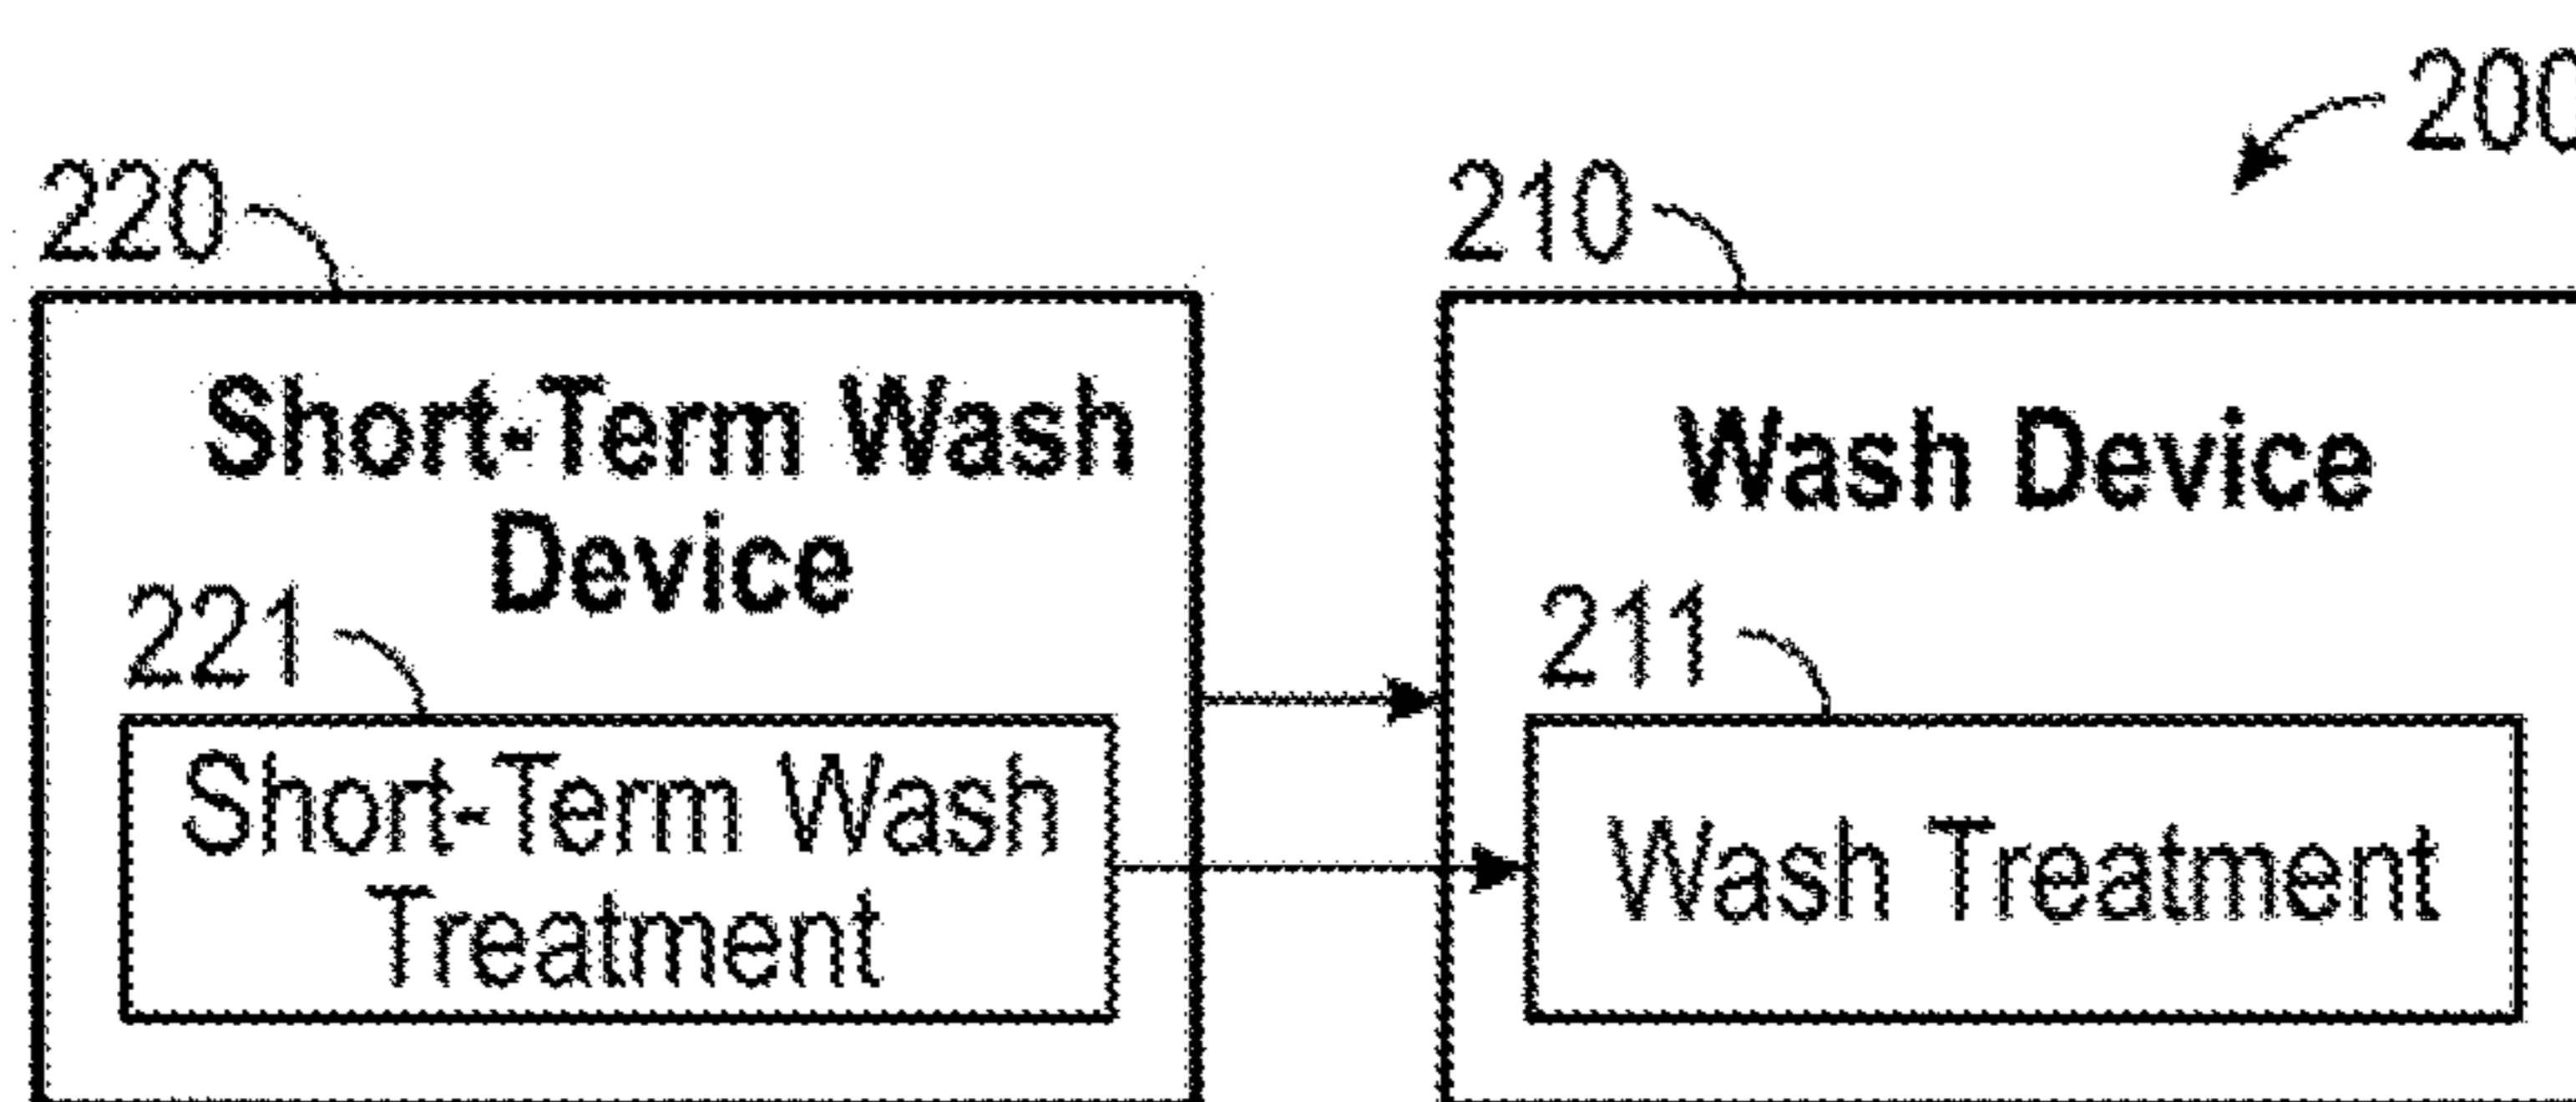 200
220
210
Short-Term Wash
Device
Wash Device
221
211
Short-Term Wash
Treatment
Wash Treatment